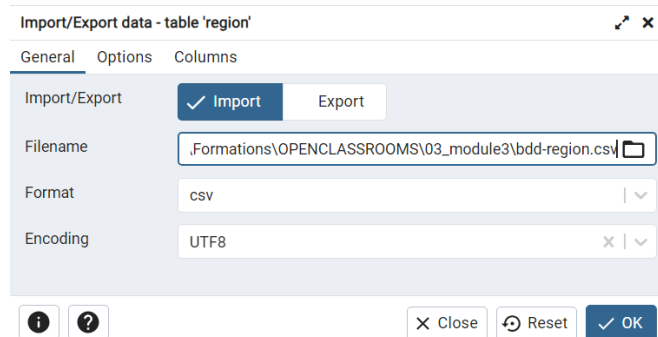 Import/Export data - table 'region'
General Options Columns
Import/Export Import Export
Filename ,Formations\OPENCLASSROOMS\03_module3\bdd-region.csv
Format csv
Encoding UTF8
Close Reset OK